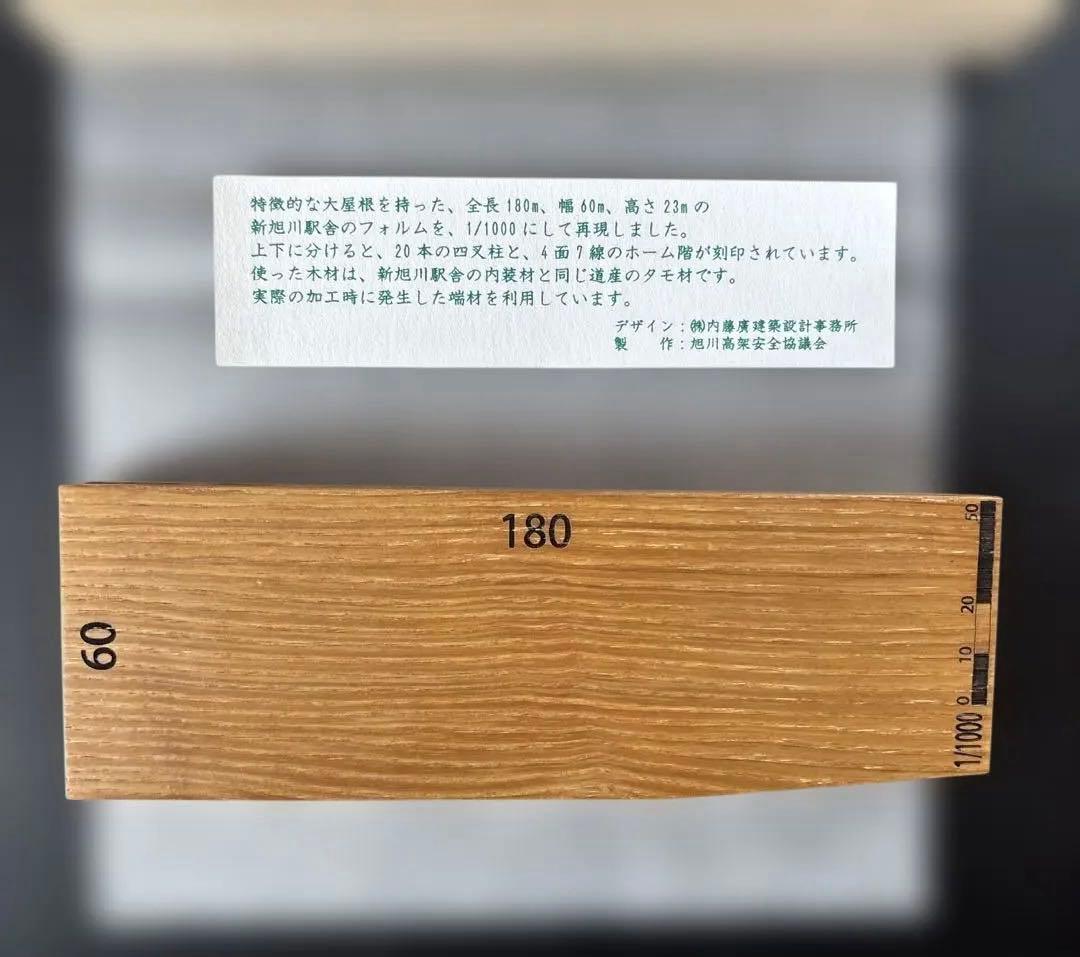 特徴的な大屋根を持った、全長180m、幅60m、高さ23mの
新旭川駅舎のフォルムを、1/1000にして再現しました。
上下に分けると、20本の四叉柱と、4面7線のホーム階が刻印されています。
使った木材は、新旭川駅舎の内装材と同じ道産のタモ材です。
実際の加工時に発生した端材を利用しています。
デザイン：㈱内藤廣建築設計事務所
製　　作：旭川高架安全協議会
180
60
50
20
10
0
1/1000